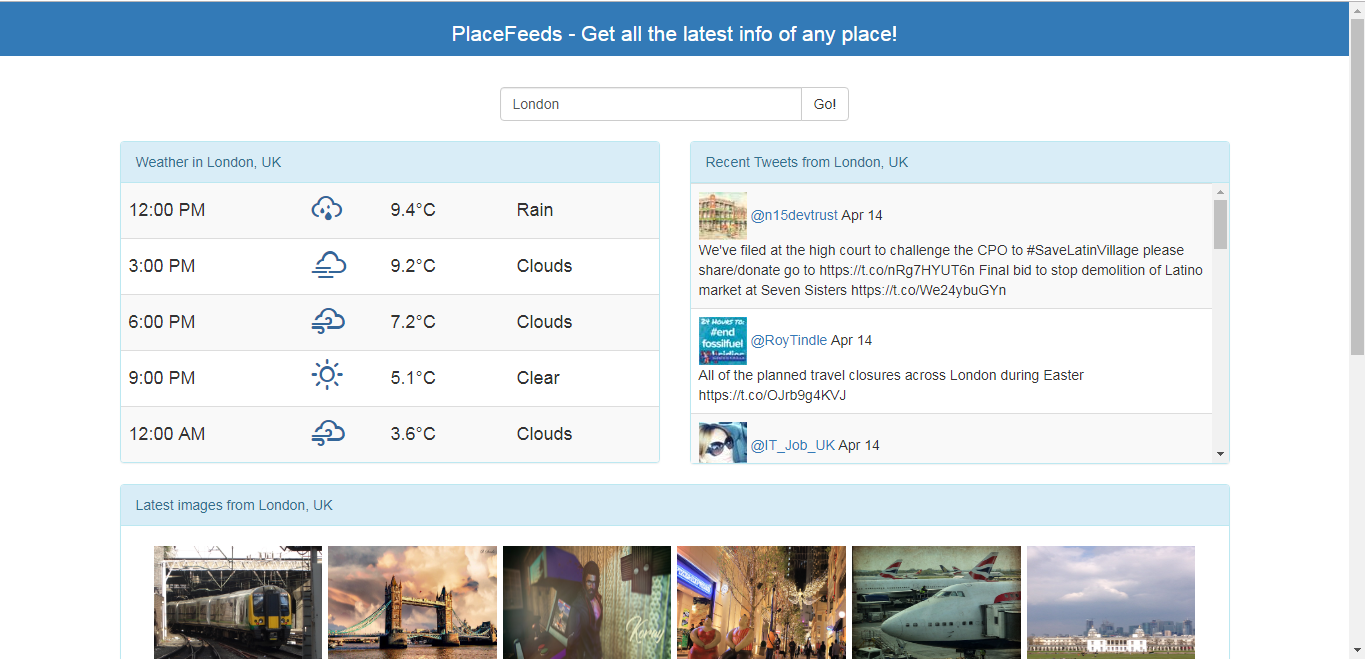 PlaceFeeds - Get all the latest info of any place!
London
Go!
Weather in London, UK
12:00 PM 9.4°C Rain
3:00 PM 9.2°C Clouds
6:00 PM 7.2°C Clouds
9:00 PM 5.1°C Clear
12:00 AM 3.6°C Clouds
Recent Tweets from London, UK
@n15devtrust Apr 14
We've filed at the high court to challenge the CPO to #SaveLatinVillage please
share/donate go to https://t.co/nRg7HYUT6n Final bid to stop demolition of Latino
market at Seven Sisters https://t.co/We24ybuGYn
24 HOURS TO:
#end
fossilfuel
@RoyTindle Apr 14
All of the planned travel closures across London during Easter
https://t.co/OJrb9g4KVJ
@IT_Job_UK Apr 14
Latest images from London, UK